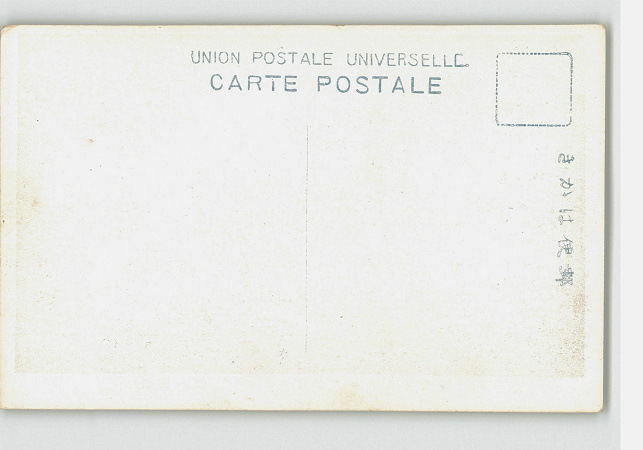 UNION POSTALE UNIVERSELLE.
CARTE POSTALE
きかは便郵